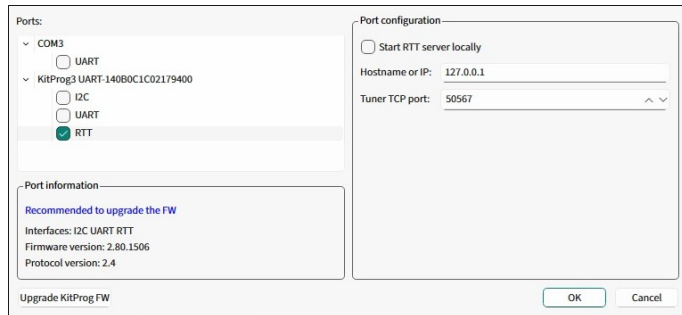 Ports:
COM3
UART
KitProg3 UART-140B0C1C02179400
I2C
UART
RTT
Port information
Recommended to upgrade the FW
Interfaces: I2C UART RTT
Firmware version: 2.80.1506
Protocol version: 2.4
Upgrade KitProg FW
Port configuration
Start RTT server locally
Hostname or IP: 127.0.0.1
Tuner TCP port: 50567
OK
Cancel